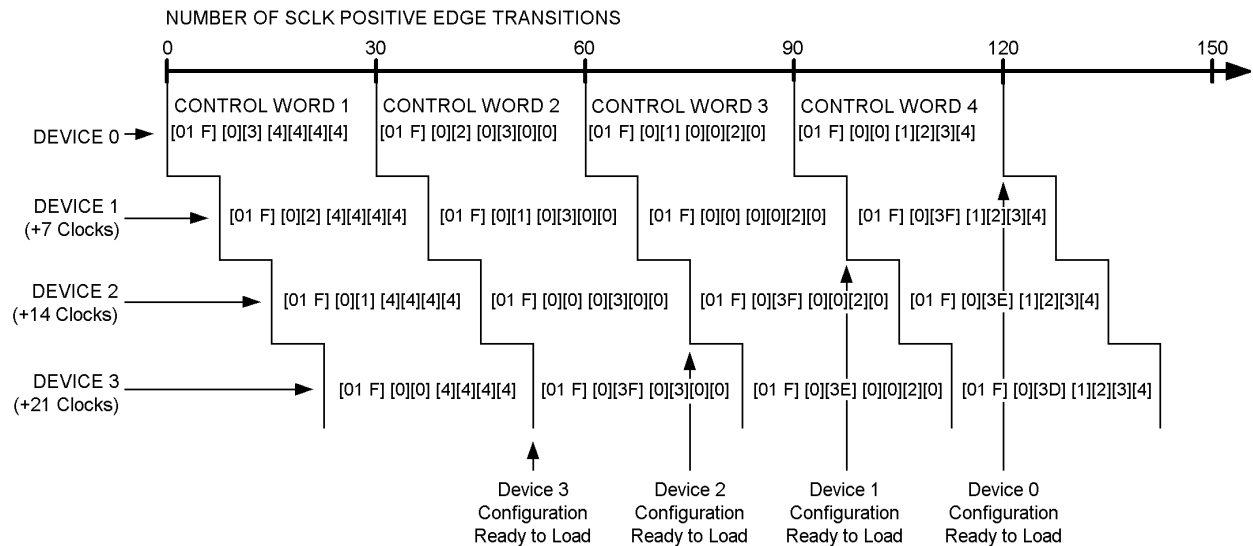 NUMBER OF SCLK POSITIVE EDGE TRANSITIONS
0 30 60 90 120 150
CONTROL WORD 1 CONTROL WORD 2 CONTROL WORD 3 CONTROL WORD 4
DEVICE 0 [01 F] [0][3] [4][4][4][4] [01 F] [0][2] [0][3][0][0] [01 F] [0][1] [0][0][2][0] [01 F] [0][0] [1][2][3][4]
DEVICE 1
(+7 Clocks)
[01 F] [0][2] [4][4][4][4] [01 F] [0][1] [0][3][0][0] [01 F] [0][0] [0][0][2][0] [01 F] [0][3F] [1][2][3][4]
DEVICE 2
(+14 Clocks)
[01 F] [0][1] [4][4][4][4] [01 F] [0][0] [0][3][0][0] [01 F] [0][3F] [0][0][2][0] [01 F] [0][3E] [1][2][3][4]
DEVICE 3
(+21 Clocks)
[01 F] [0][0] [4][4][4][4] [01 F] [0][3F] [0][3][0][0] [01 F] [0][3E] [0][0][2][0] [01 F] [0][3D] [1][2][3][4]
Device 3
Configuration
Ready to Load
Device 2
Configuration
Ready to Load
Device 1
Configuration
Ready to Load
Device 0
Configuration
Ready to Load